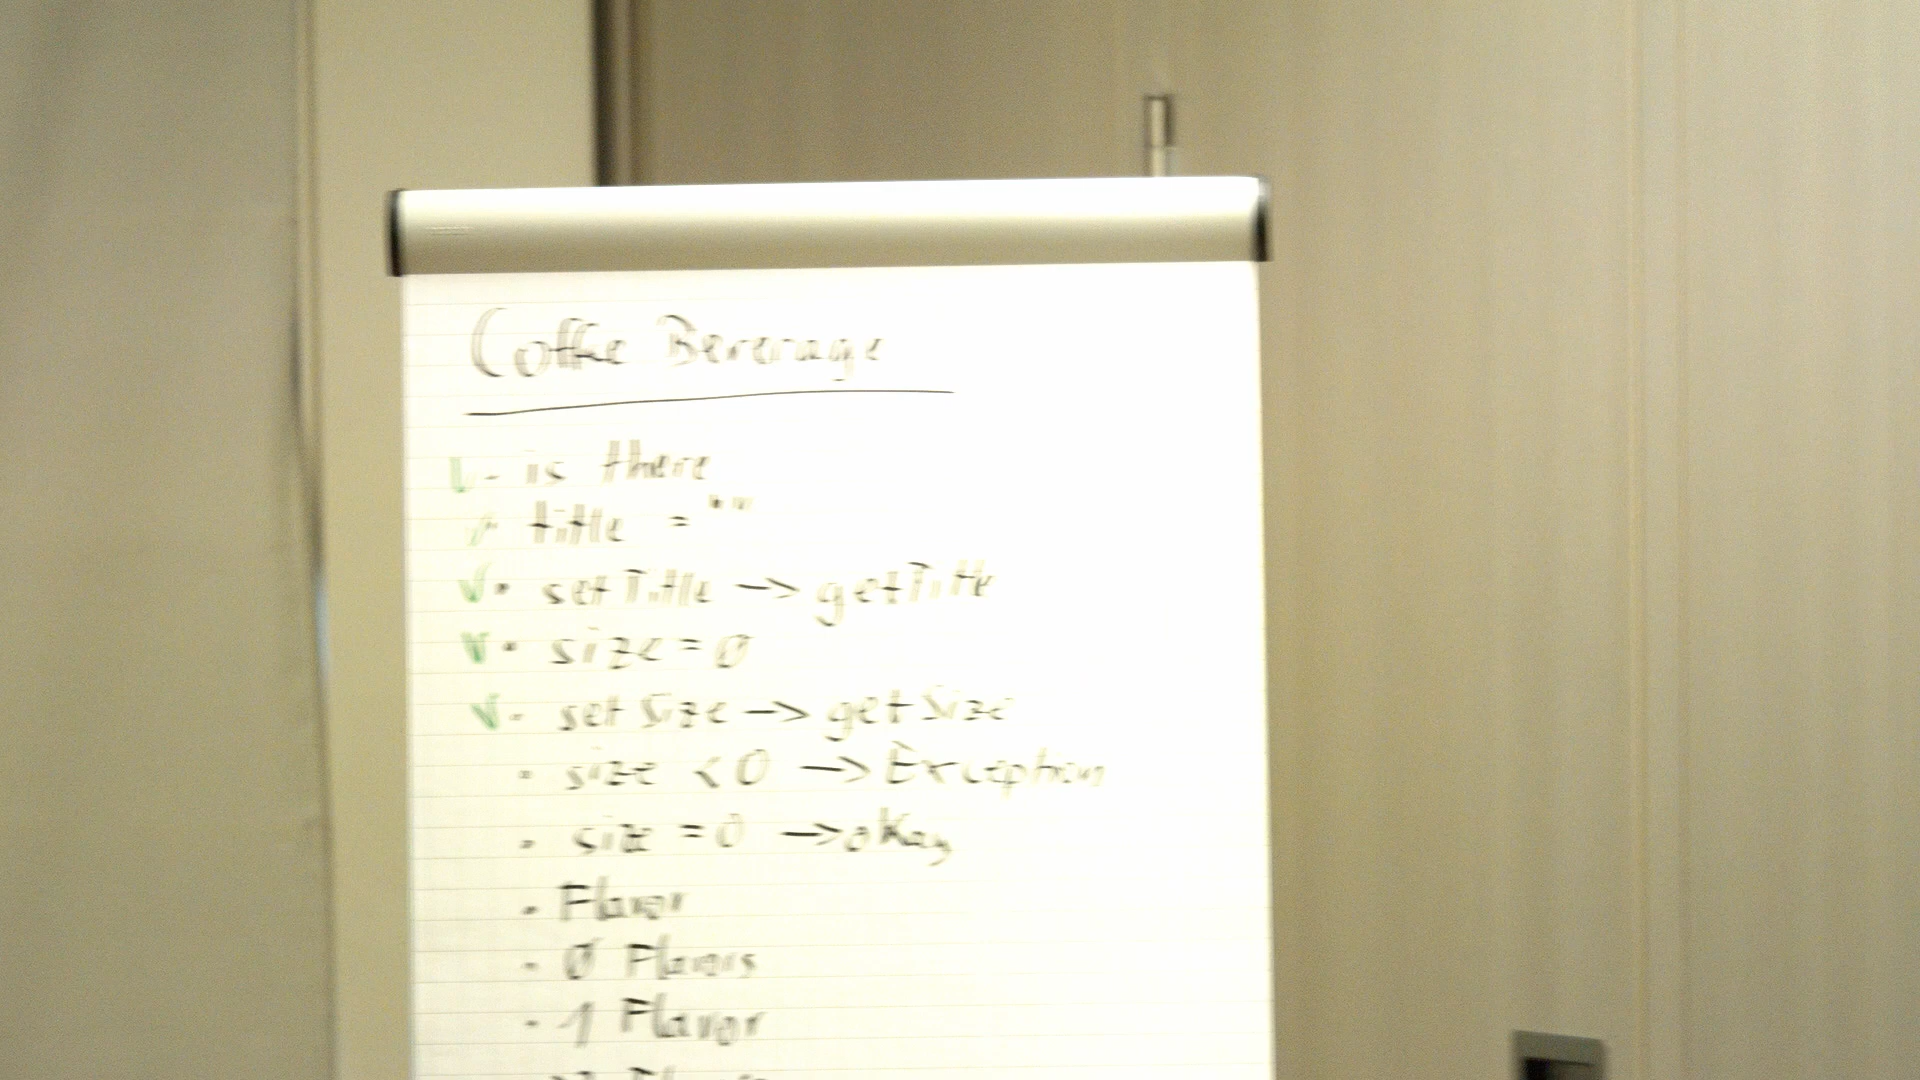 Coffee Beverage
- is there
title = ""
• setTitle -> getTitle
• size = 0
- setSize -> getSize
• size < 0 -> Exception
- size = 0 -> okay
- Flavor
- 0 Flavors
- 1 Flavor